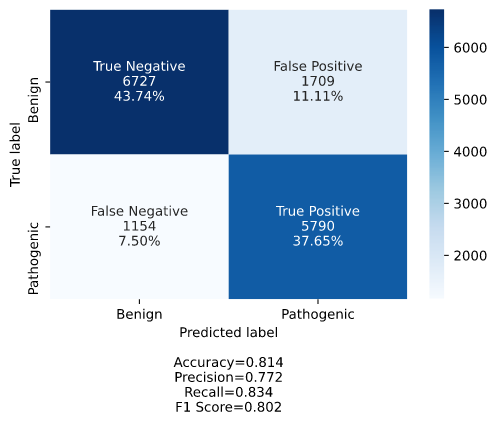 True Negative
6727
43.74%
False Positive
1709
11.11%
False Negative
1154
7.50%
True Positive
5790
37.65%
True label
Benign
Pathogenic
Benign
Pathogenic
Predicted label
Accuracy=0.814
Precision=0.772
Recall=0.834
F1 Score=0.802
6000
5000
4000
3000
2000